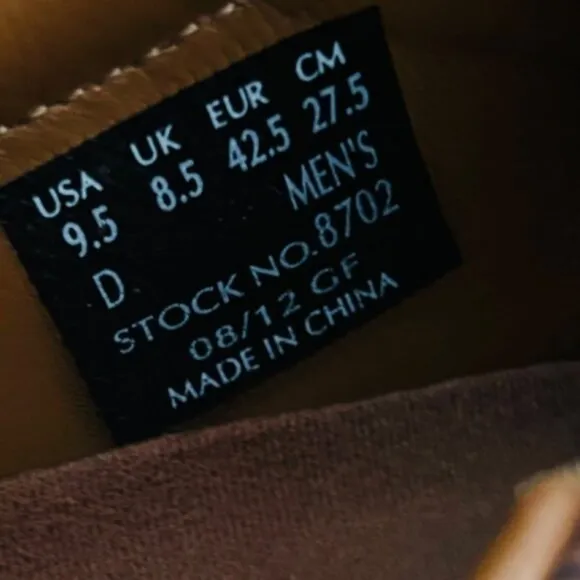 USA UK EUR CM
9.5 8.5 42.5 27.5
D MEN'S
STOCK NO.8702
08/12 GF
MADE IN CHINA